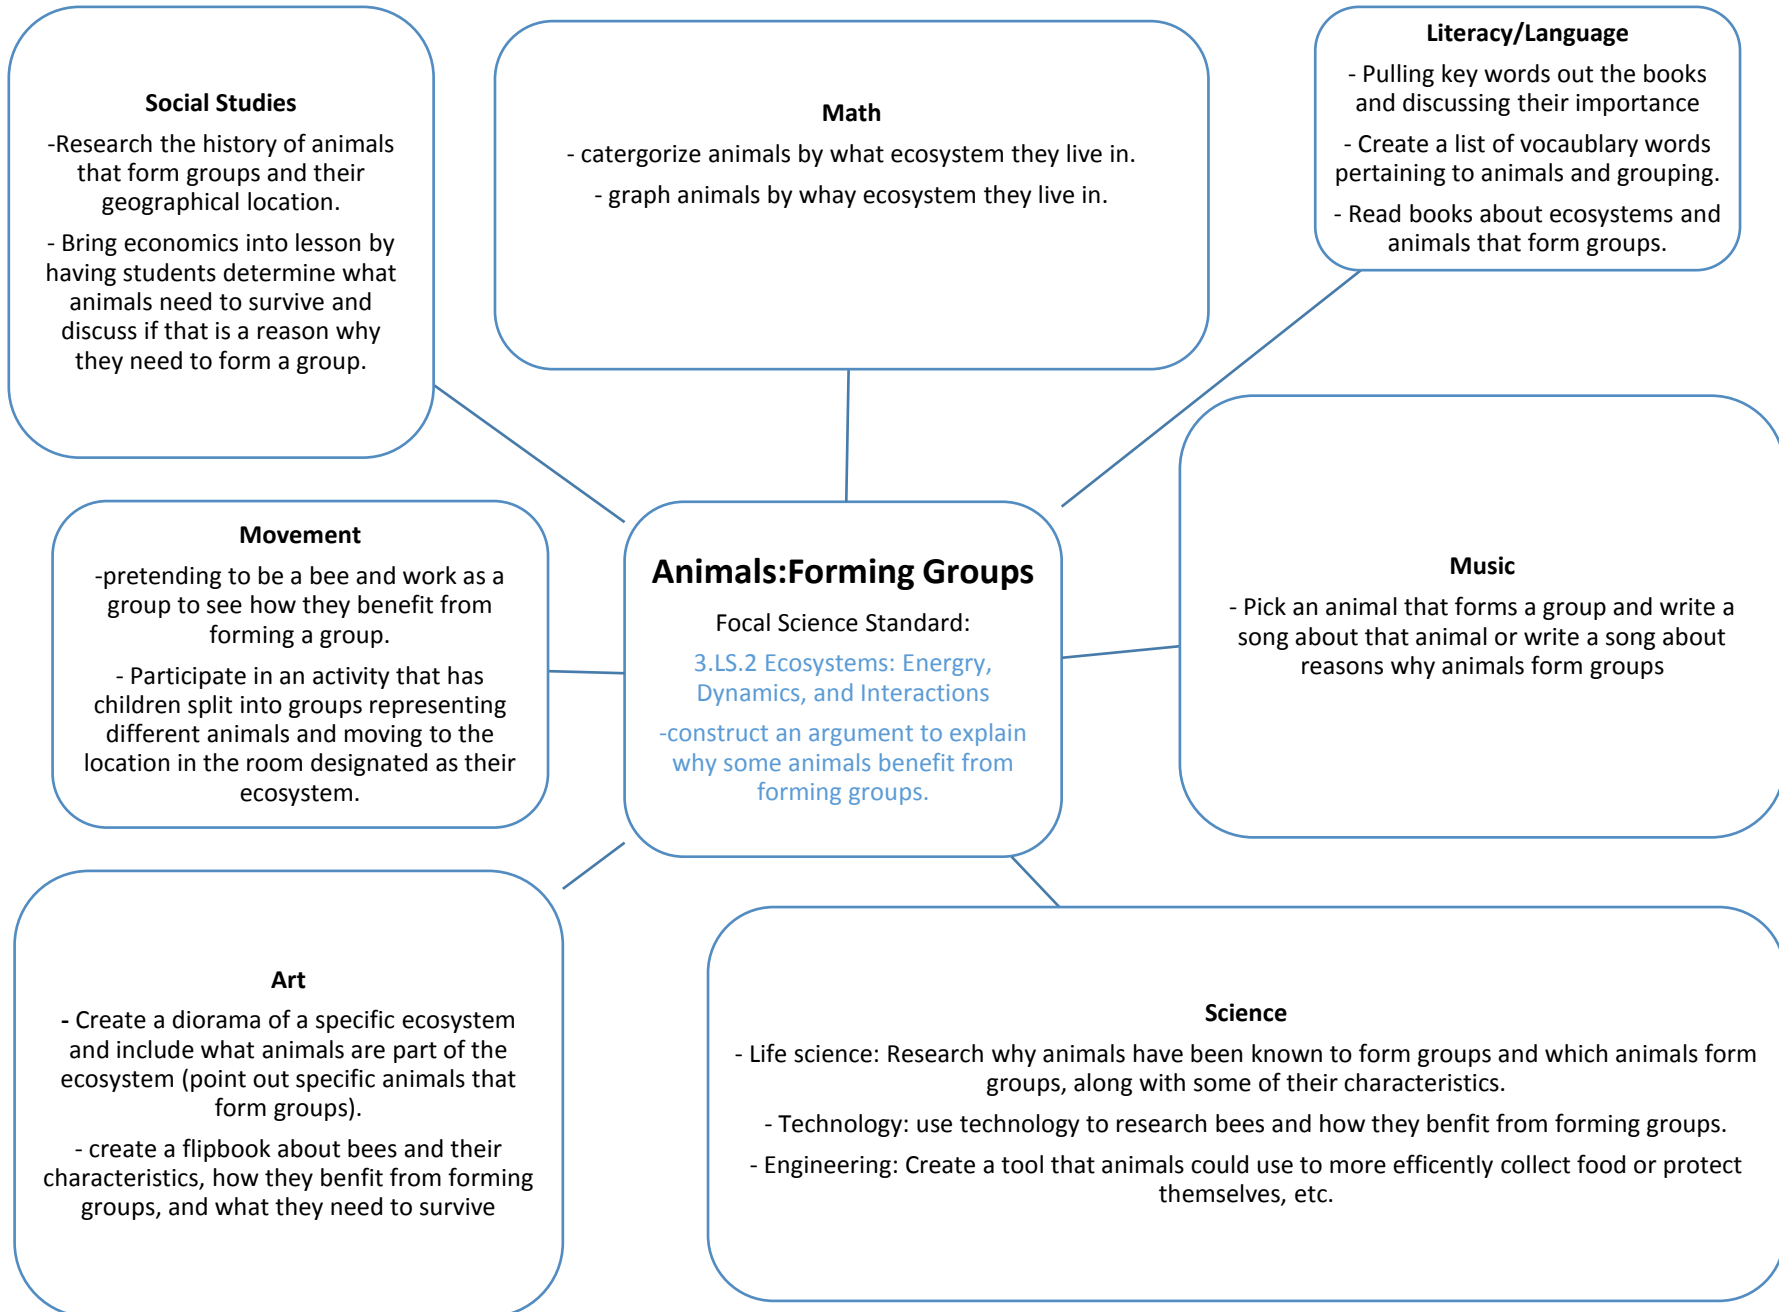 Social Studies
-Research the history of animals
that form groups and their
geographical location.
- Bring economics into lesson by
having students determine what
animals need to survive and
discuss if that is a reason why
they need to form a group.
Math
- catergorize animals by what ecosystem they live in.
- graph animals by whay ecosystem they live in.
Literacy/Language
- Pulling key words out the books
and discussing their importance
- Create a list of vocaublary words
pertaining to animals and grouping.
- Read books about ecosystems and
animals that form groups.
Movement
-pretending to be a bee and work as a
group to see how they benefit from
forming a group.
- Participate in an activity that has
children split into groups representing
different animals and moving to the
location in the room designated as their
ecosystem.
Animals:Forming Groups
Focal Science Standard:
3.LS.2 Ecosystems: Energry,
Dynamics, and Interactions
-construct an argument to explain
why some animals benefit from
forming groups.
Music
- Pick an animal that forms a group and write a
song about that animal or write a song about
reasons why animals form groups
Art
- Create a diorama of a specific ecosystem
and include what animals are part of the
ecosystem (point out specific animals that
form groups).
- create a flipbook about bees and their
characteristics, how they benfit from forming
groups, and what they need to survive
Science
- Life science: Research why animals have been known to form groups and which animals form
groups, along with some of their characteristics.
- Technology: use technology to research bees and how they benfit from forming groups.
- Engineering: Create a tool that animals could use to more efficently collect food or protect
themselves, etc.